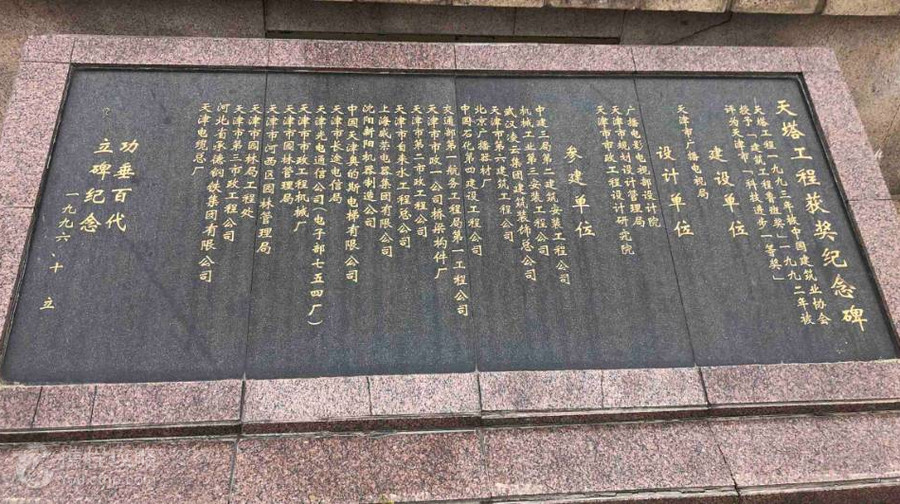 天塔工程获奖纪念碑
天塔工程一九九三年被中国建筑业协会
授予「建筑工程鲁班奖」一九九二年被
评为天津市「科技进步一等奖」
建设单位
天津市广播电视局
设计单位
广播电影电视部设计院
天津市规划设计管理局
天津市市政工程设计研究院
参建单位
中建三局第二建筑安装工程公司
机械工业第三安装工程公司
武汉凌云集团建筑装饰总公司
天津市第六建筑工程公司
北京广播器材厂
中国石化第四建设工程公司
交通部第一航务工程局第一工程公司
天津市市政一公司桥梁构件厂
天津市第二市政工程公司
天津市自来水工程总公司
上海威劳电器集团有限公司
沈阳新阳机器制造公司
中国天津奥的斯电梯有限公司
天津市长途电信局
天津光电通信公司(电子部七五四厂)
天津市市政工程机械厂
天津市园林管理局
天津市河西区园林管理局
天津市园林局工程处
天津市第三市政工程公司
河北省承德钢铁集团有限公司
天津电缆总厂
功垂百代
立碑纪念
一九九六、十 立